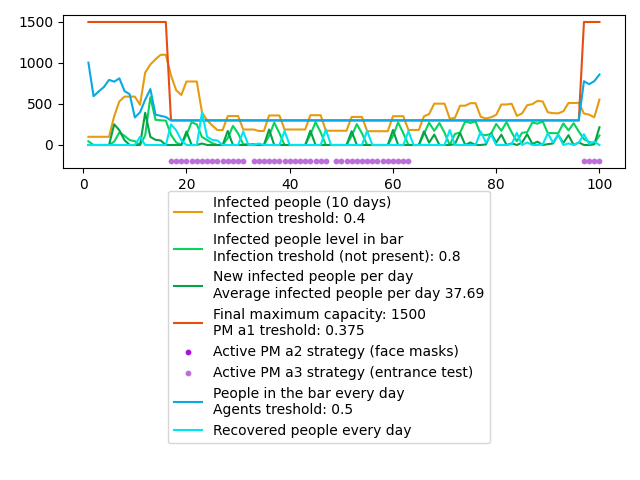 1500
1000
500
0
0 20 40 60 80 100
Infected people (10 days)
Infection treshold: 0.4
Infected people level in bar
Infection treshold (not present): 0.8
New infected people per day
Average infected people per day 37.69
Final maximum capacity: 1500
PM a1 treshold: 0.375
Active PM a2 strategy (face masks)
Active PM a3 strategy (entrance test)
People in the bar every day
Agents treshold: 0.5
Recovered people every day